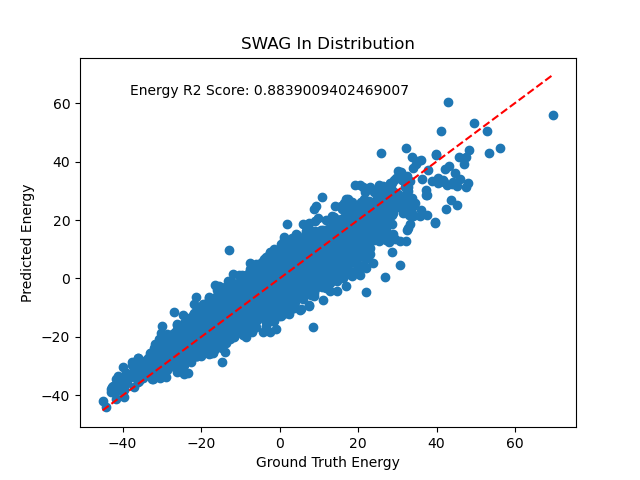 SWAG In Distribution
Energy R2 Score: 0.8839009402469007
Predicted Energy
60
40
20
0
−20
−40
−40 −20 0 20 40 60
Ground Truth Energy